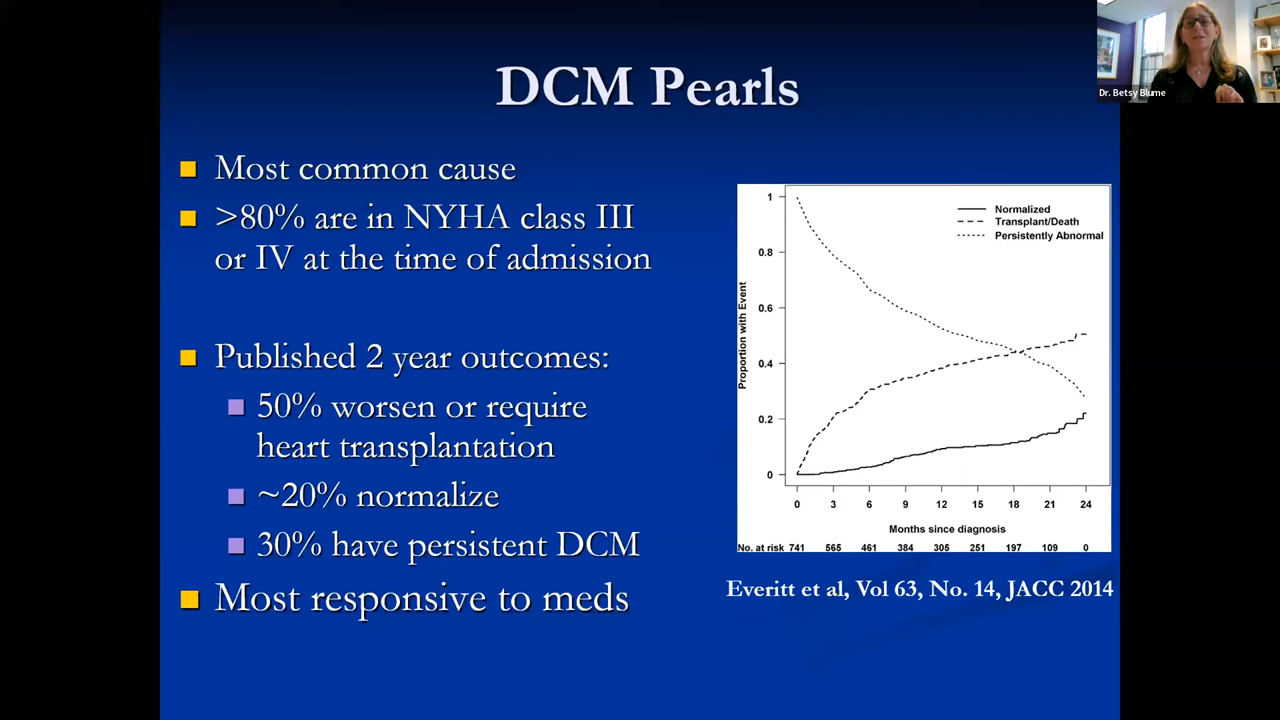 DCM Pearls
Dr. Betsy Blume
Most common cause
>80% are in NYHA class III
or IV at the time of admission
Published 2 year outcomes:
50% worsen or require
heart transplantation
~20% normalize
30% have persistent DCM
Most responsive to meds
Normalized
Transplant/Death
Persistently Abnormal
Proportion with Event
1
0.8
0.6
0.4
0.2
0
0 3 6 9 12 15 18 21 24
Months since diagnosis
No. at risk 741 565 461 384 305 251 197 109 0
Everitt et al, Vol 63, No. 14, JACC 2014